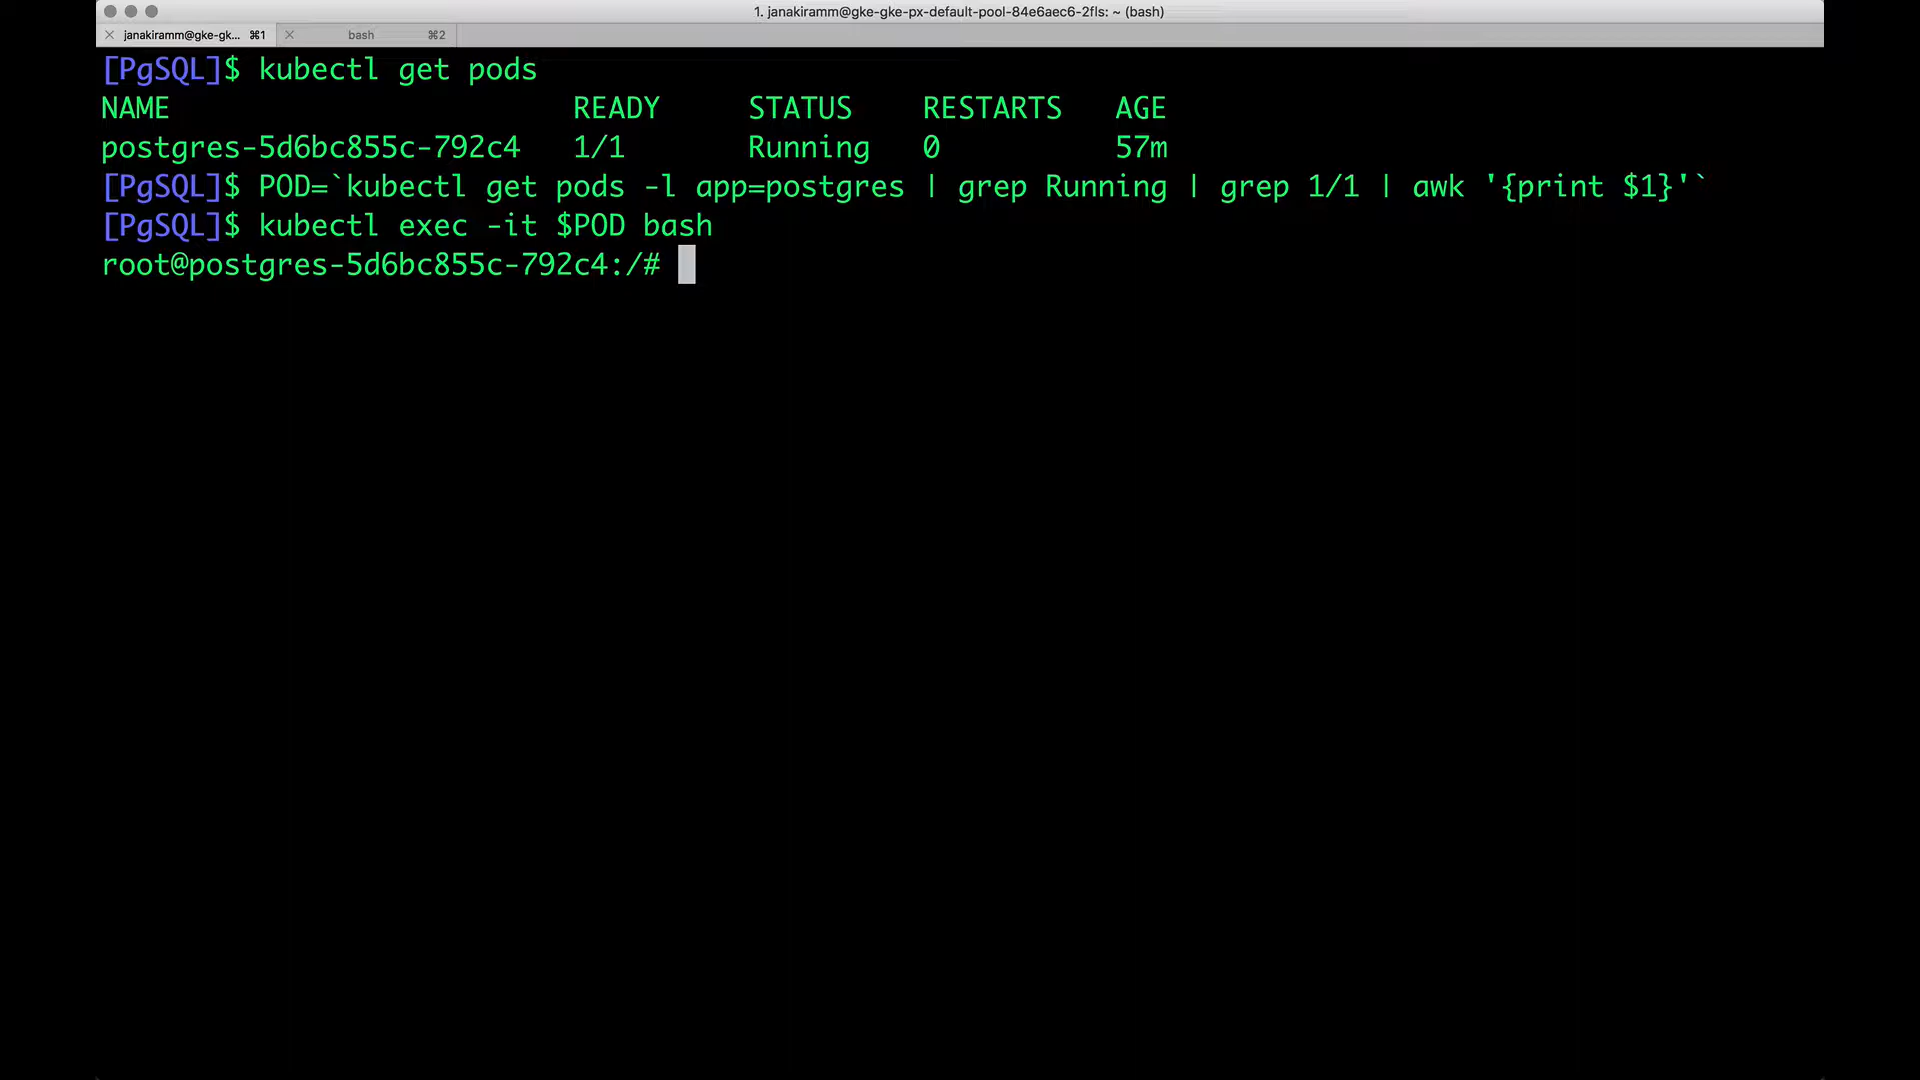 1. janakiramm@gke-gke-px-default-pool-84e6aec6-2fls: ~ (bash)
janakiramm@gke-gk... ⌘1 bash ⌘2
[PgSQL]$ kubectl get pods
NAME READY STATUS RESTARTS AGE
postgres-5d6bc855c-792c4 1/1 Running 0 57m
[PgSQL]$ POD=`kubectl get pods -l app=postgres | grep Running | grep 1/1 | awk '{print $1}'`
[PgSQL]$ kubectl exec -it $POD bash
root@postgres-5d6bc855c-792c4:/#